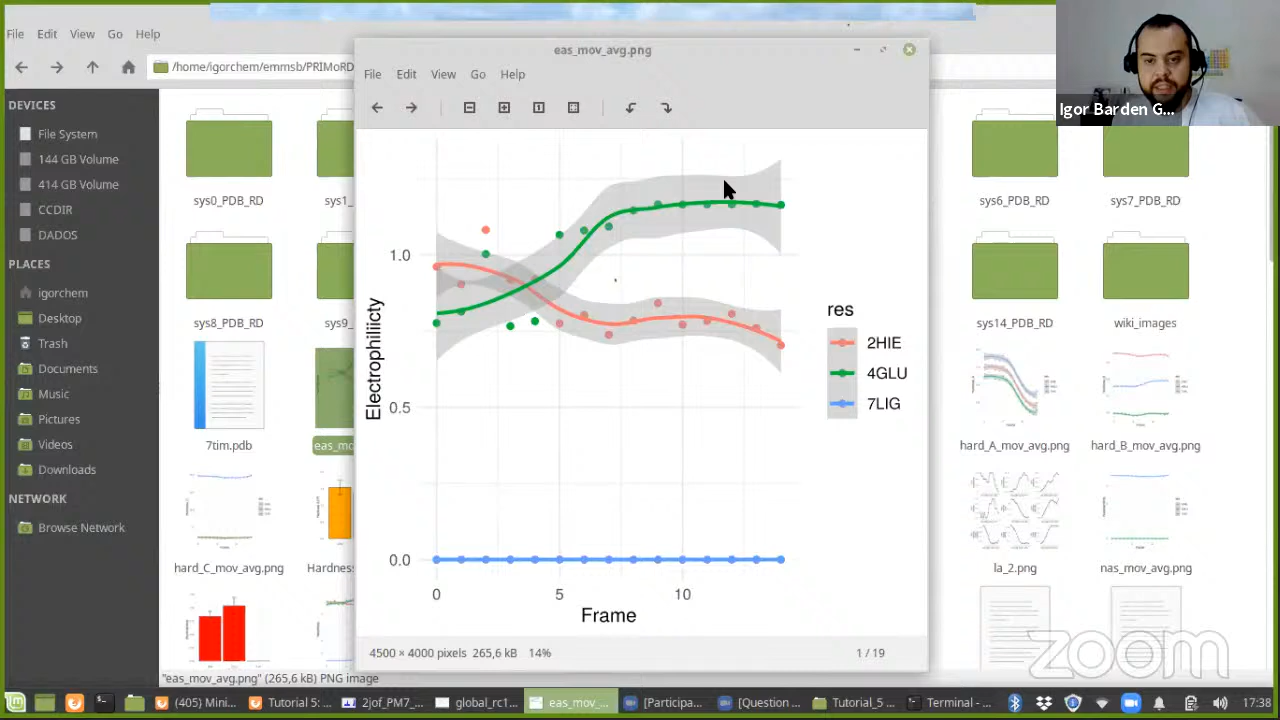 File Edit View Go Help
/home/igorchem/emmsb/PRIMoRD
DEVICES
File System
144 GB Volume
414 GB Volume
CCDIR
DADOS
PLACES
igorchem
Desktop
Trash
Documents
Music
Pictures
Videos
Downloads
NETWORK
Browse Network
sys0_PDB_RD
sys1_
sys6_PDB_RD
sys7_PDB_RD
sys8_PDB_RD
sys9_
sys14_PDB_RD
wiki_images
7tim.pdb
eas_mo
hard_A_mov_avg.png
hard_B_mov_avg.png
hard_C_mov_avg.png
Hardnes
la_2.png
nas_mov_avg.png
"eas_mov_avg.png" (265,6 kB) PNG image
eas_mov_avg.png
File Edit View Go Help
Electrophiliicty
1.0
0.5
0.0
0 5 10
Frame
res
2HIE
4GLU
7LIG
4500 × 4000 pixels 265,6 kB 14%
1 / 19
Igor Barden G...
zoom
(405) Mini...
Tutorial 5: ...
2jof_PM7_...
global_rc1...
eas_mov_...
[Participa...
[Question ...
Tutorial_5 ...
Terminal - ...
17:38